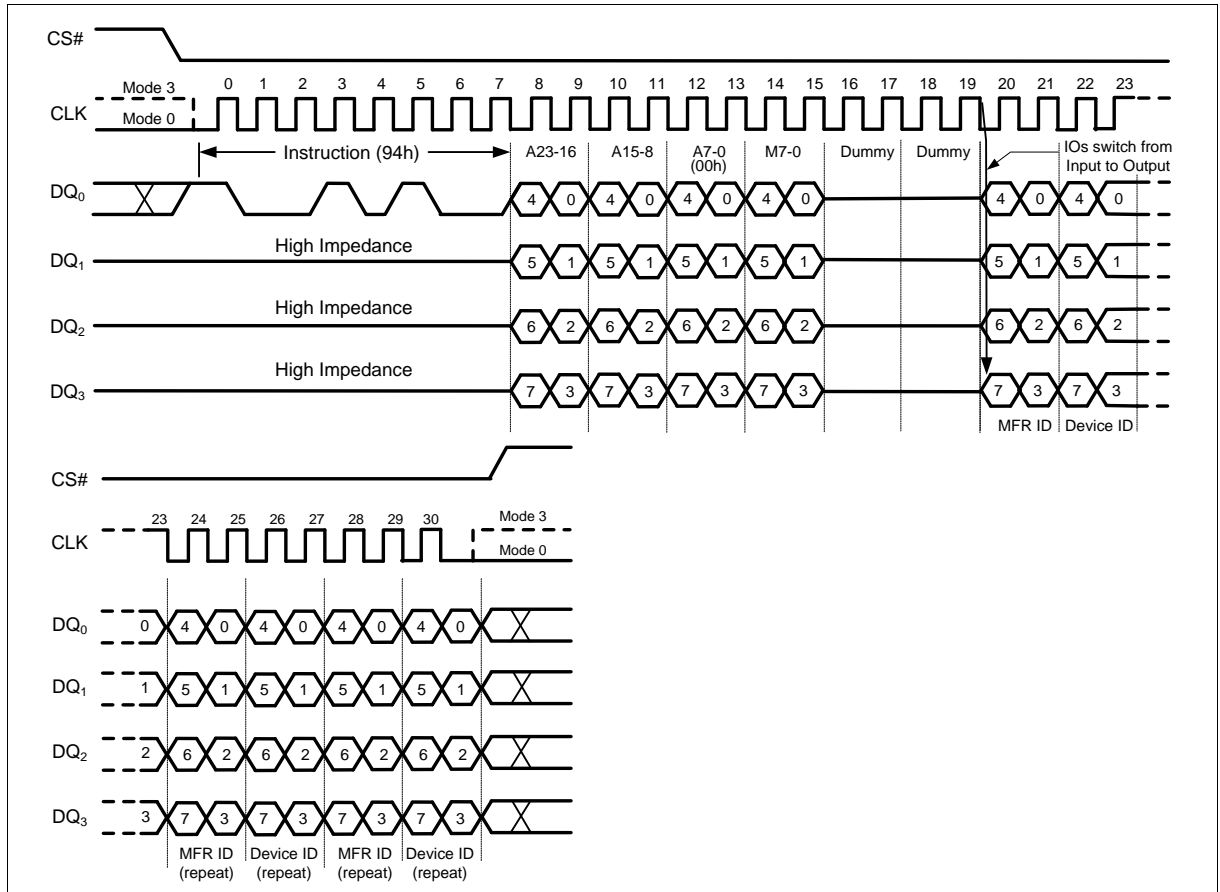 CS#
Mode 3
0 1 2 3 4 5 6 7 8 9 10 11 12 13 14 15 16 17 18 19 20 21 22 23
CLK
Mode 0
Instruction (94h) A23-16 A15-8 A7-0 M7-0 Dummy Dummy IOs switch from
(00h) Input to Output
DQ0 4 0 4 0 4 0 4 0 4 0 4 0
High Impedance
DQ1 5 1 5 1 5 1 5 1 5 1 5 1
High Impedance
DQ2 6 2 6 2 6 2 6 2 6 2 6 2
High Impedance
DQ3 7 3 7 3 7 3 7 3 7 3 7 3
MFR ID Device ID
CS#
23 24 25 26 27 28 29 30 Mode 3
CLK
Mode 0
DQ0 0 4 0 4 0 4 0 4 0
DQ1 1 5 1 5 1 5 1 5 1
DQ2 2 6 2 6 2 6 2 6 2
DQ3 3 7 3 7 3 7 3 7 3
MFR ID Device ID MFR ID Device ID
(repeat) (repeat) (repeat) (repeat)